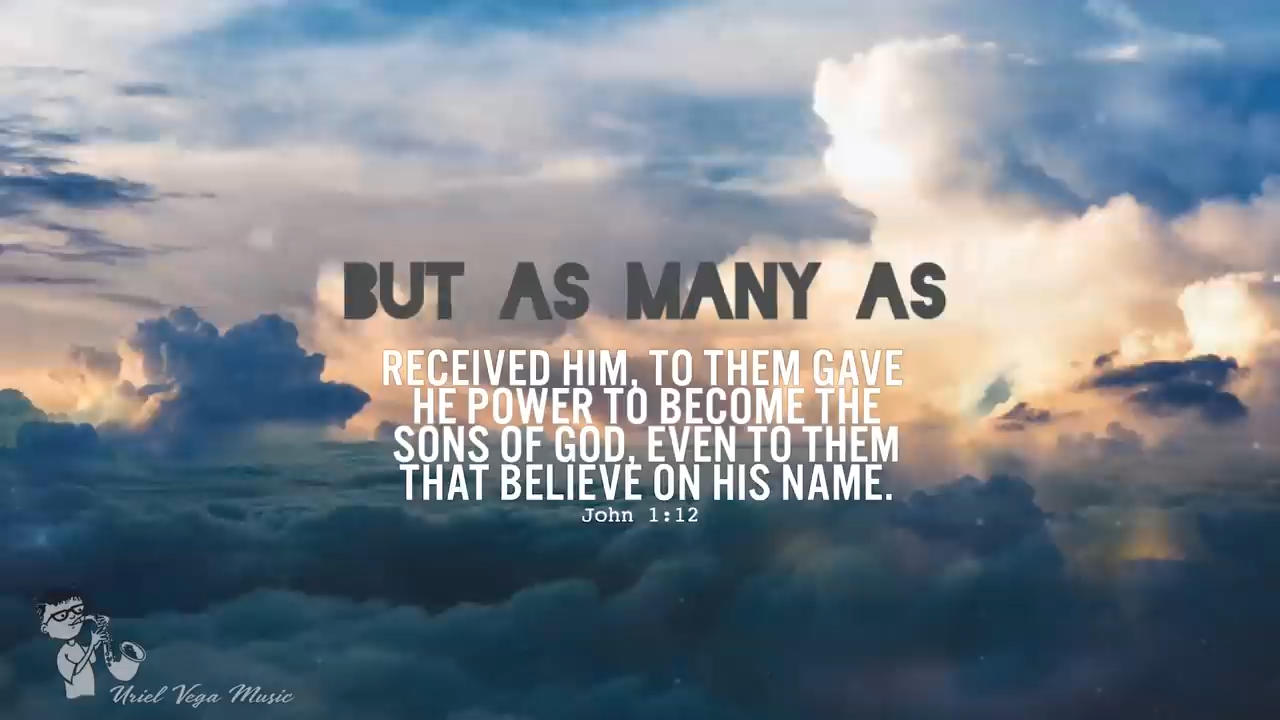 BUT AS MANY AS
RECEIVED HIM, TO THEM GAVE
HE POWER TO BECOME THE
SONS OF GOD, EVEN TO THEM
THAT BELIEVE ON HIS NAME.
John 1:12
Uriel Vega Music